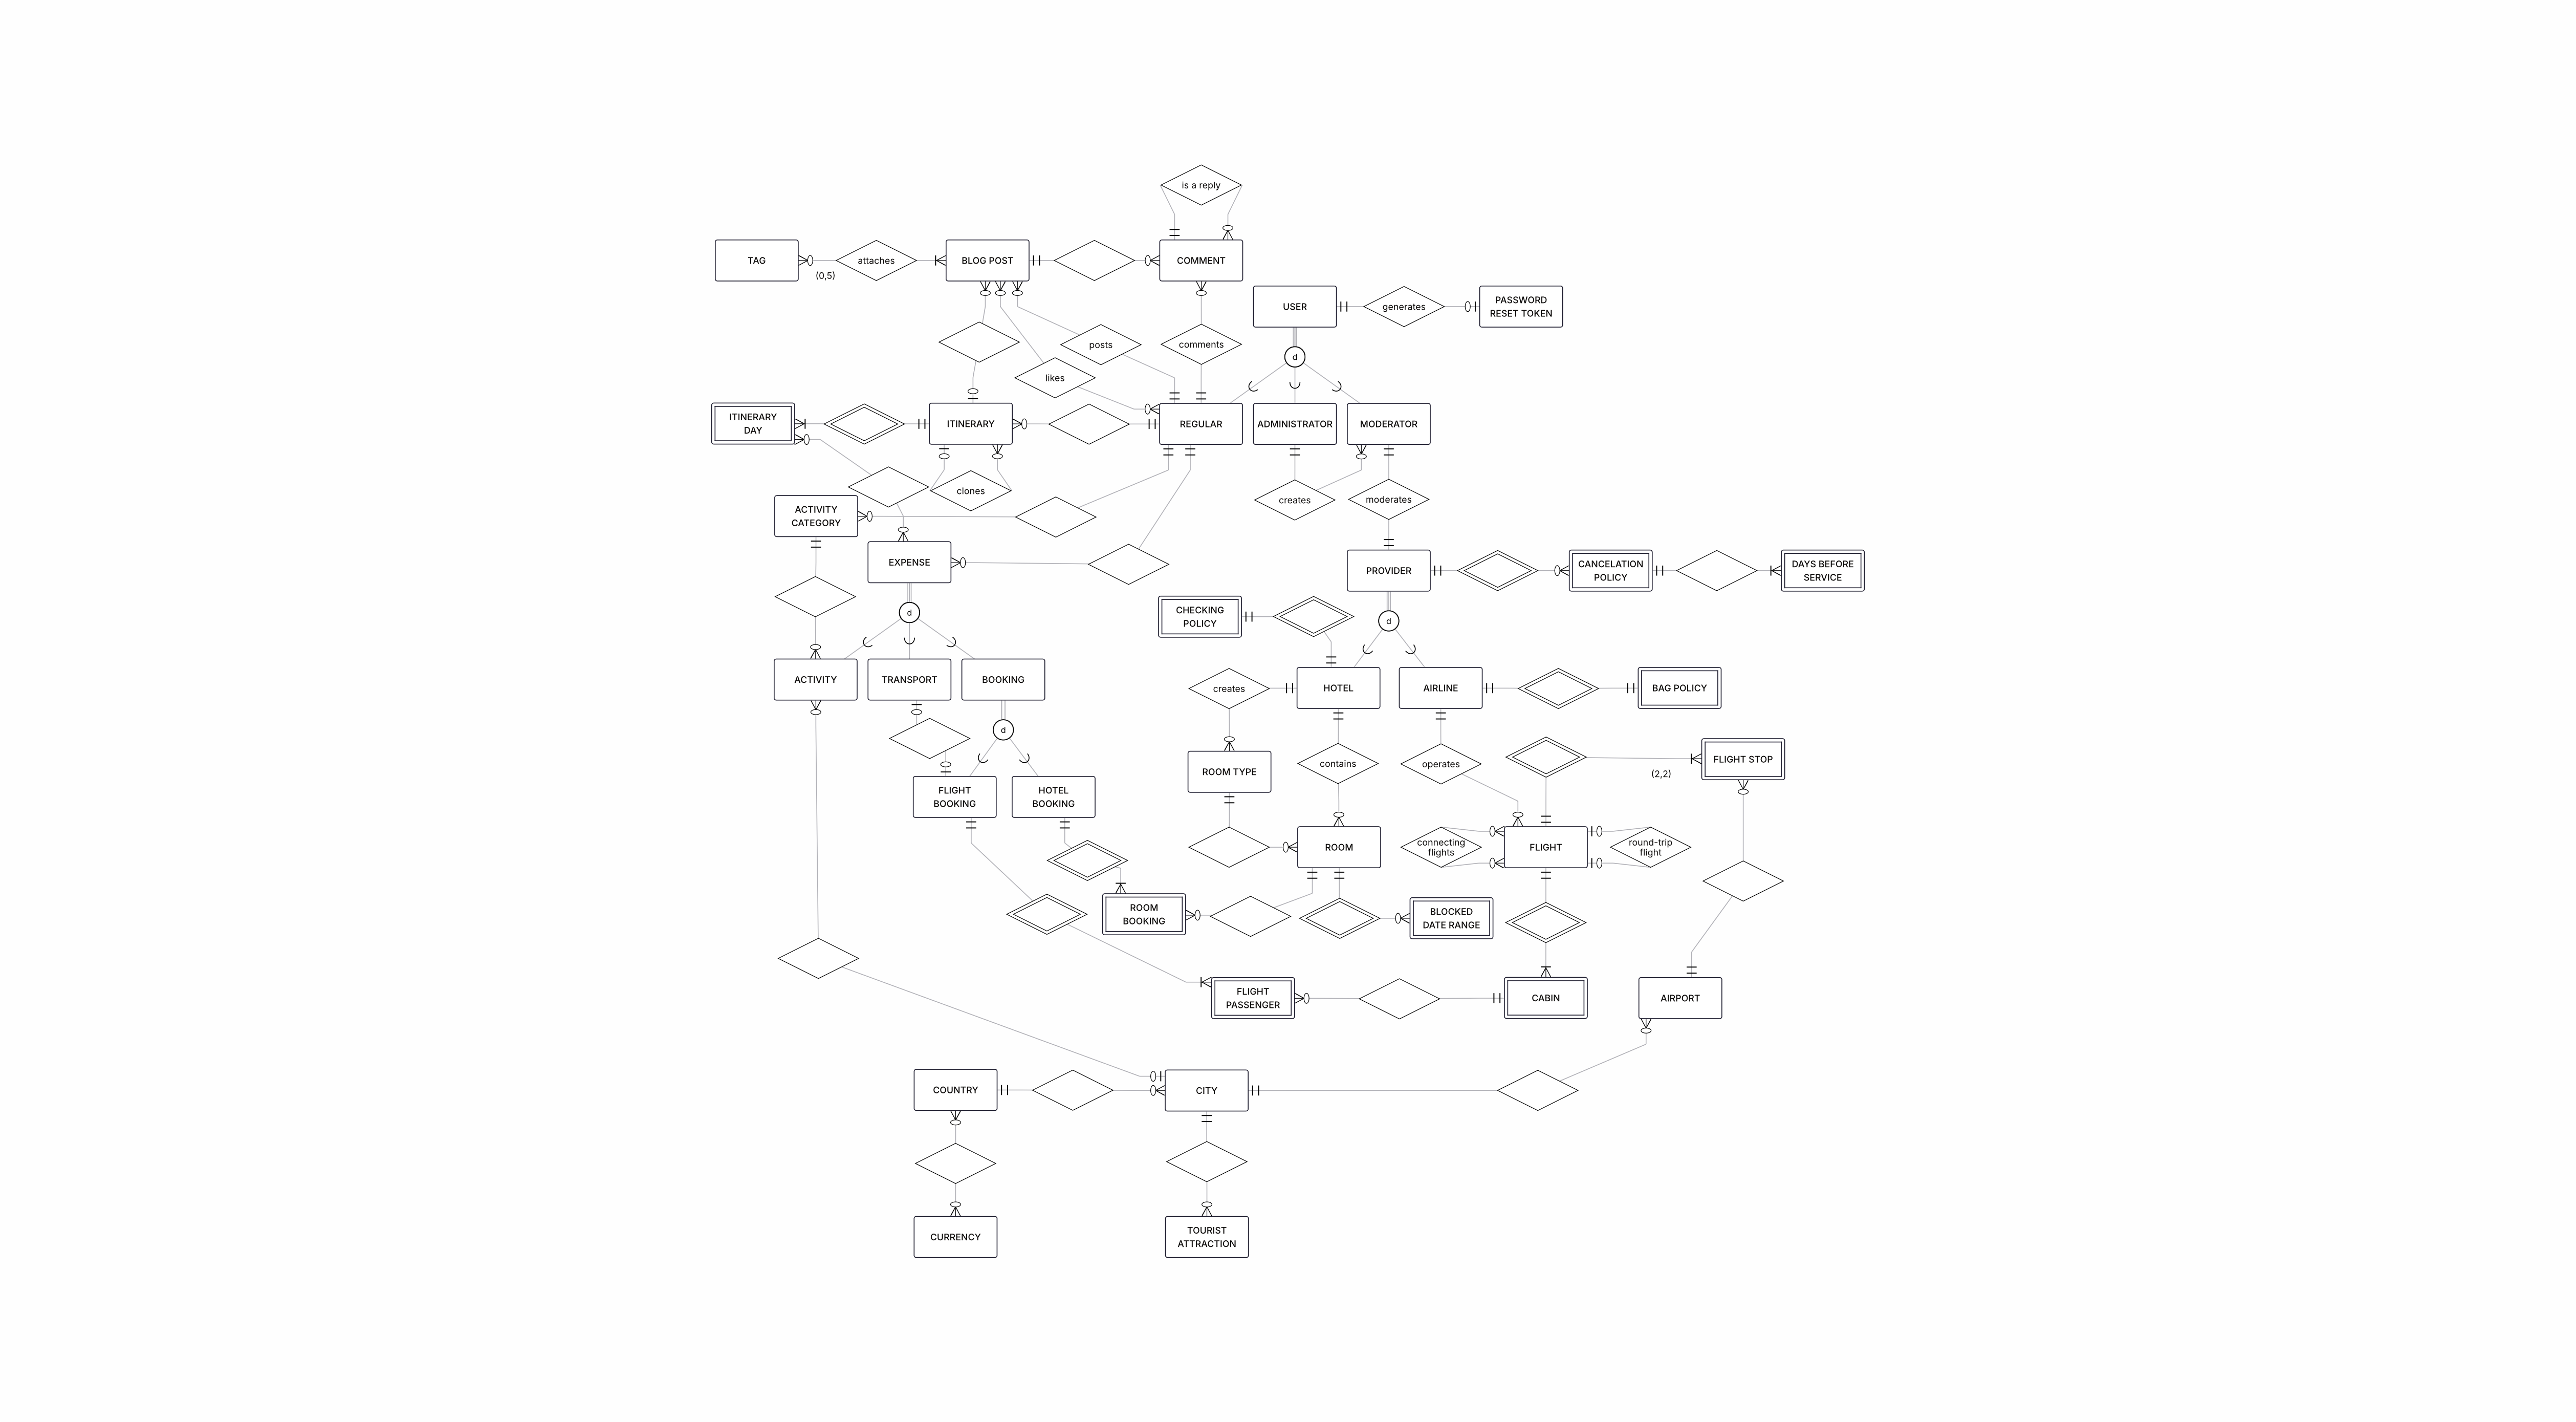 is a reply
TAG
attaches
BLOG POST
COMMENT
(0,5)
USER
generates
PASSWORD
RESET TOKEN
posts
comments
d
likes
ITINERARY
DAY
ITINERARY
REGULAR
ADMINISTRATOR
MODERATOR
clones
creates
moderates
ACTIVITY
CATEGORY
EXPENSE
PROVIDER
CANCELATION
POLICY
DAYS BEFORE
SERVICE
d
CHECKING
POLICY
d
ACTIVITY
TRANSPORT
BOOKING
creates
HOTEL
AIRLINE
BAG POLICY
d
ROOM TYPE
contains
operates
FLIGHT STOP
(2,2)
FLIGHT
BOOKING
HOTEL
BOOKING
ROOM
connecting
flights
FLIGHT
round-trip
flight
ROOM
BOOKING
BLOCKED
DATE RANGE
FLIGHT
PASSENGER
CABIN
AIRPORT
COUNTRY
CITY
CURRENCY
TOURIST
ATTRACTION